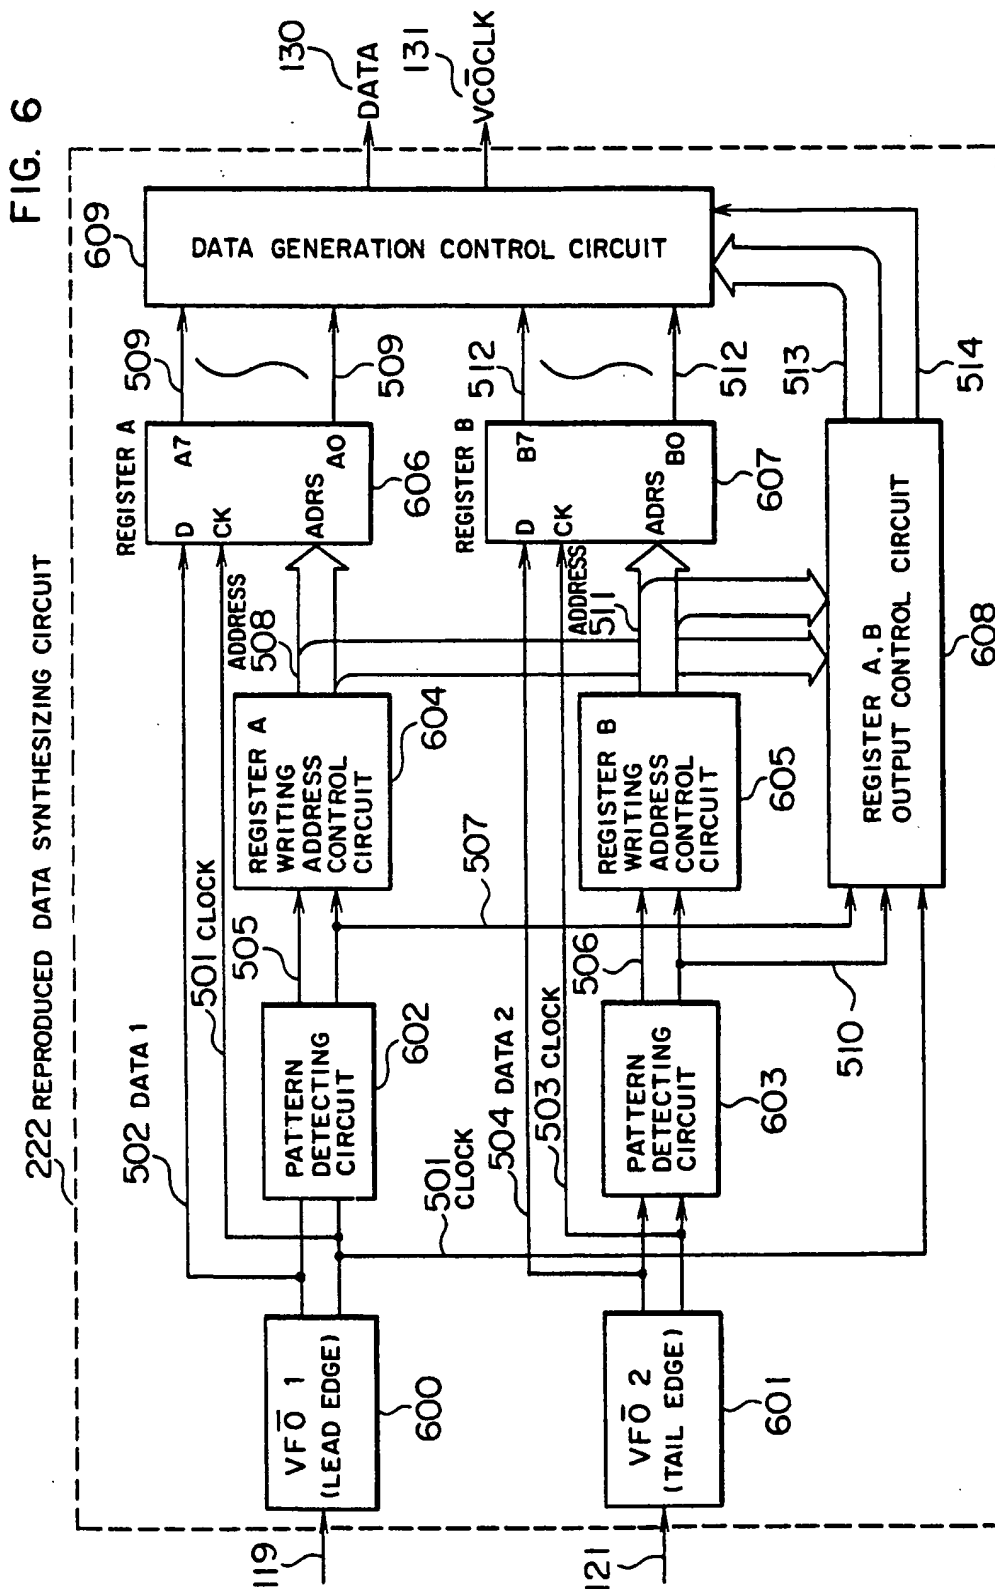 FIG. 6
222 REPRODUCED DATA SYNTHESIZING CIRCUIT
119
VFŌ 1
(LEAD EDGE)
600
502 DATA 1
501 CLOCK
PATTERN
DETECTING
CIRCUIT
602
505
REGISTER A
WRITING
ADDRESS
CONTROL
CIRCUIT
604
ADDRESS
508
REGISTER A
D
CK
ADRS
A7
A0
606
509
509
609
DATA GENERATION CONTROL CIRCUIT
130
DATA
131
VCŌCLK
501
CLOCK
507
121
VFŌ 2
(TAIL EDGE)
601
504 DATA 2
503 CLOCK
PATTERN
DETECTING
CIRCUIT
603
506
510
REGISTER B
WRITING
ADDRESS
CONTROL
CIRCUIT
605
ADDRESS
511
REGISTER B
D
CK
ADRS
B7
B0
607
512
512
REGISTER A, B
OUTPUT CONTROL CIRCUIT
608
513
514